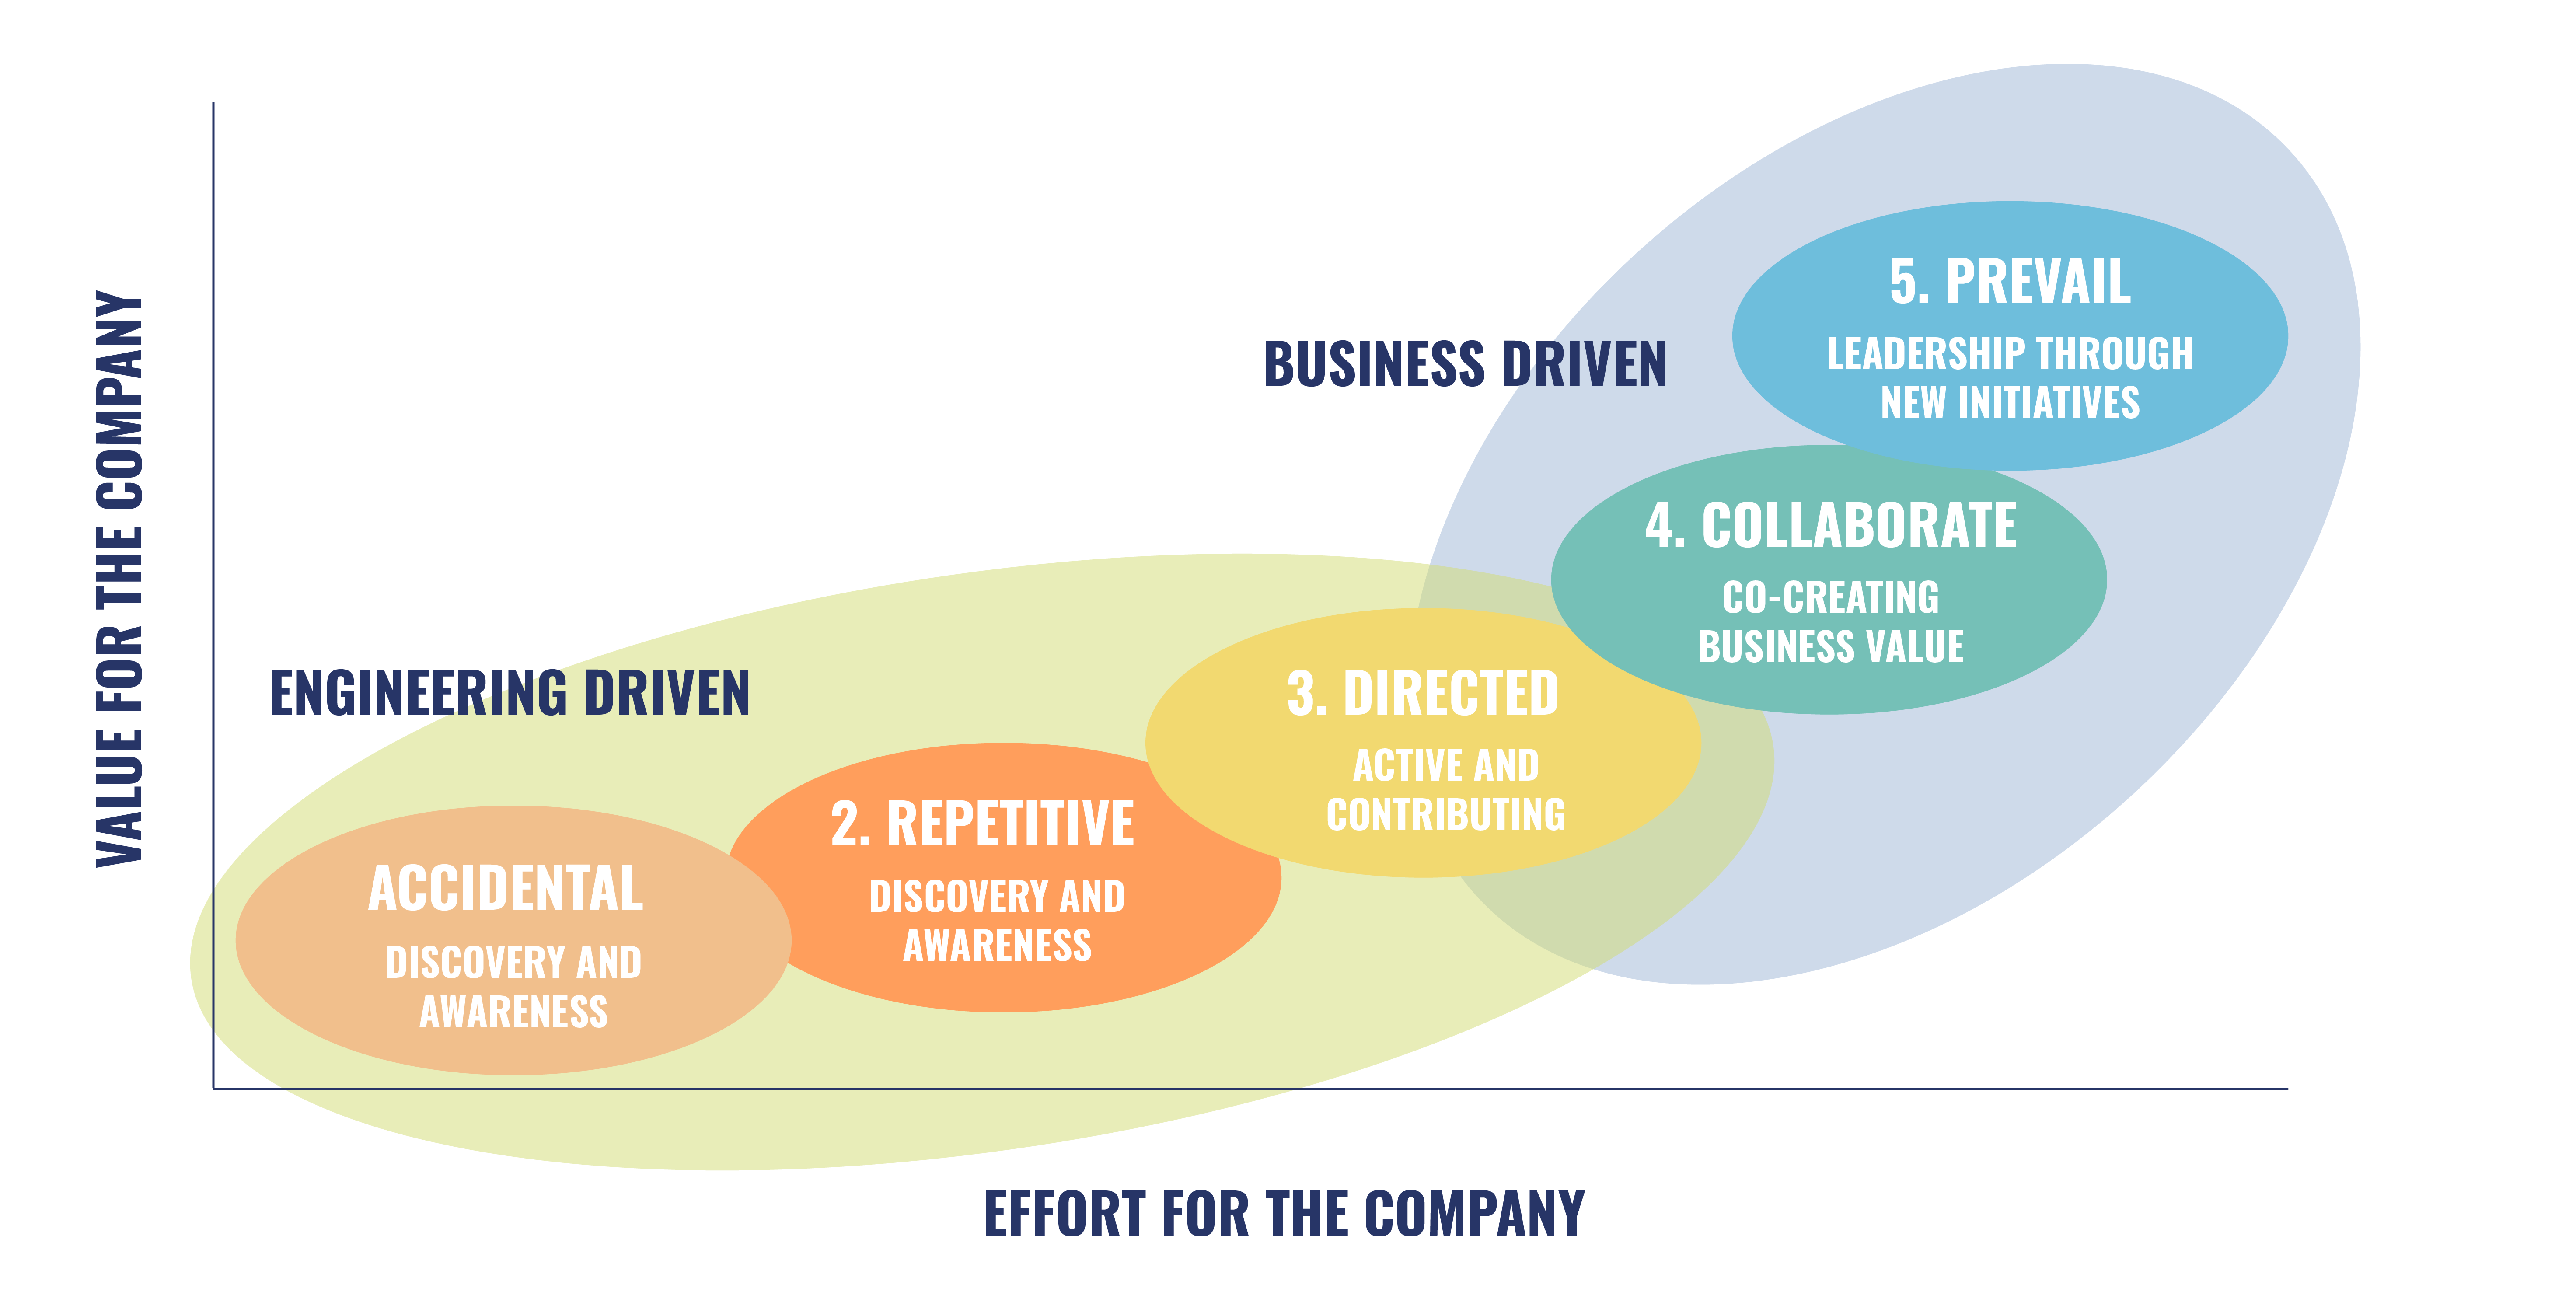 VALUE FOR THE COMPANY
BUSINESS DRIVEN
5. PREVAIL
LEADERSHIP THROUGH
NEW INITIATIVES
4. COLLABORATE
CO-CREATING
BUSINESS VALUE
ENGINEERING DRIVEN
3. DIRECTED
ACTIVE AND
CONTRIBUTING
2. REPETITIVE
DISCOVERY AND
AWARENESS
ACCIDENTAL
DISCOVERY AND
AWARENESS
EFFORT FOR THE COMPANY